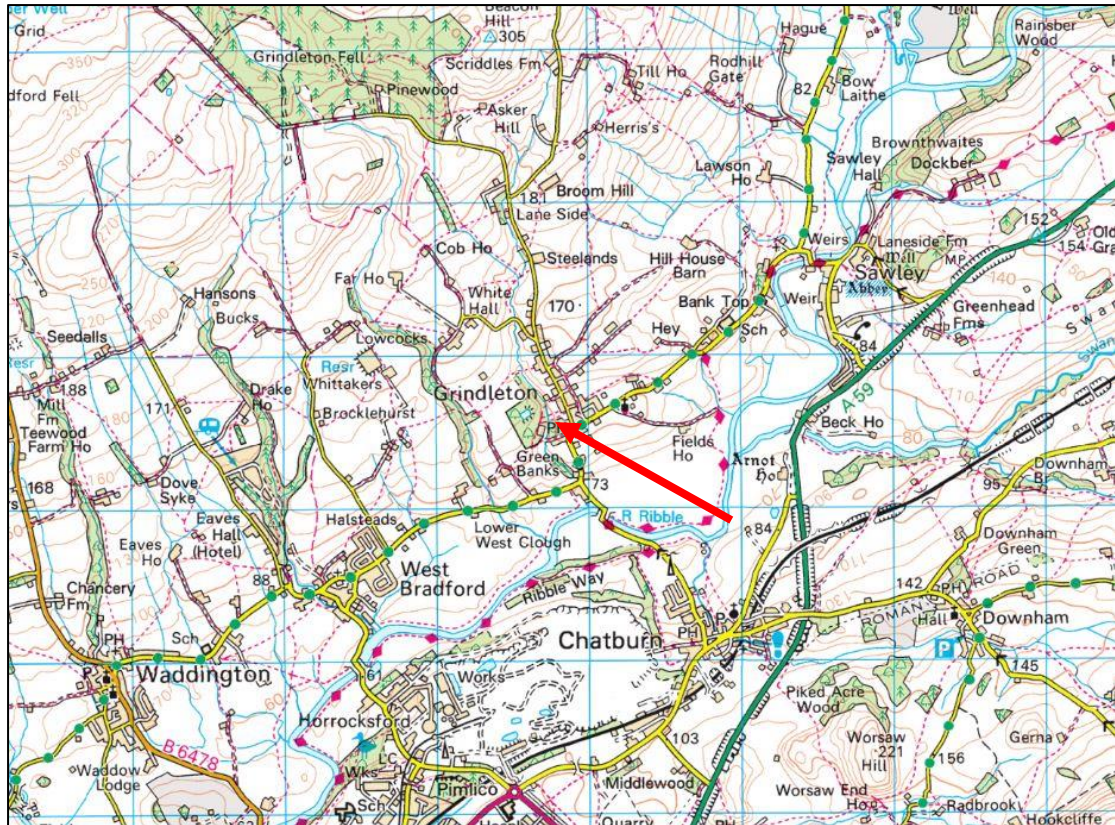 Grid
Beacon
Hill
305
Scriddles Fm
Hague
Rainsber
Wood
Grindleton Fell
Pinewood
Rodhill
Gate
Till Ho
82
Bow
Laithe
350
300
Asker
Hill
Herris's
Lawson
Ho
Brownthwaites
Dockber
Sawley
Hall
Broom Hill
181
Lane Side
Cob Ho
Steelands
Hill House
Barn
Weirs
Laneside Fm
MP
Sawley
Abbey
152
154
140
Far Ho
White
Hall
170
Bank Top
Weir
Greenhead
Fms
Hansons
Bucks
Hey
Sch
84
Seedalls
Lowcocks
Resr
Whittakers
Grindleton
A 59
188
Mill
Fm
Teewood
Farm Ho
171
Drake
Ho
Brocklehurst
Fields
Ho
Beck Ho
80
110
Green
Banks
Arnot
Ho
Downham
95
168
Dove
Syke
73
R Ribble
84
Halsteads
Lower
West Clough
Eaves
Hall
(Hotel)
Eaves
Ho
88
West
Bradford
Ribble Way
Downham
Green
142
PH
ROMAN ROAD
Hall
Downham
145
Chancery
Fm
PH
Sch
Waddington
Chatburn
PH
P
61
Works
Horrocksford
Piked Acre
Wood
Worsaw
221
Hill
Gerna
156
B 6478
60
Waddow
Lodge
LC
Wks
Sch
Pimlico
103
Middlewood
Worsaw End
Ho
Radbrook
Quarry
PH
Hookcliffe